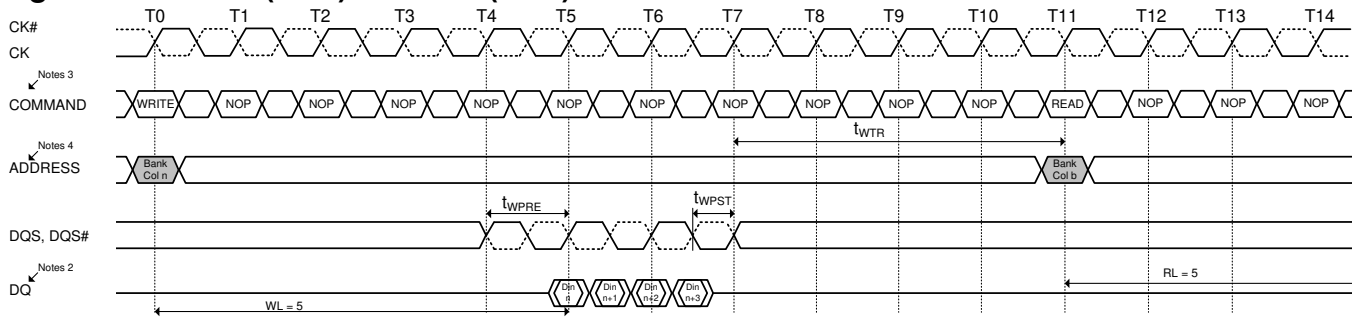 T0 T1 T2 T3 T4 T5 T6 T7 T8 T9 T10 T11 T12 T13 T14
CK#
CK
Notes 3
COMMAND WRITE NOP NOP NOP NOP NOP NOP NOP NOP NOP NOP READ NOP NOP NOP
tWTR
Notes 4
ADDRESS
Bank
Col n
Bank
Col b
tWPRE
tWPST
DQS, DQS#
Notes 2
DQ
Din
n
Din
n+1
Din
n+2
Din
n+3
RL = 5
WL = 5